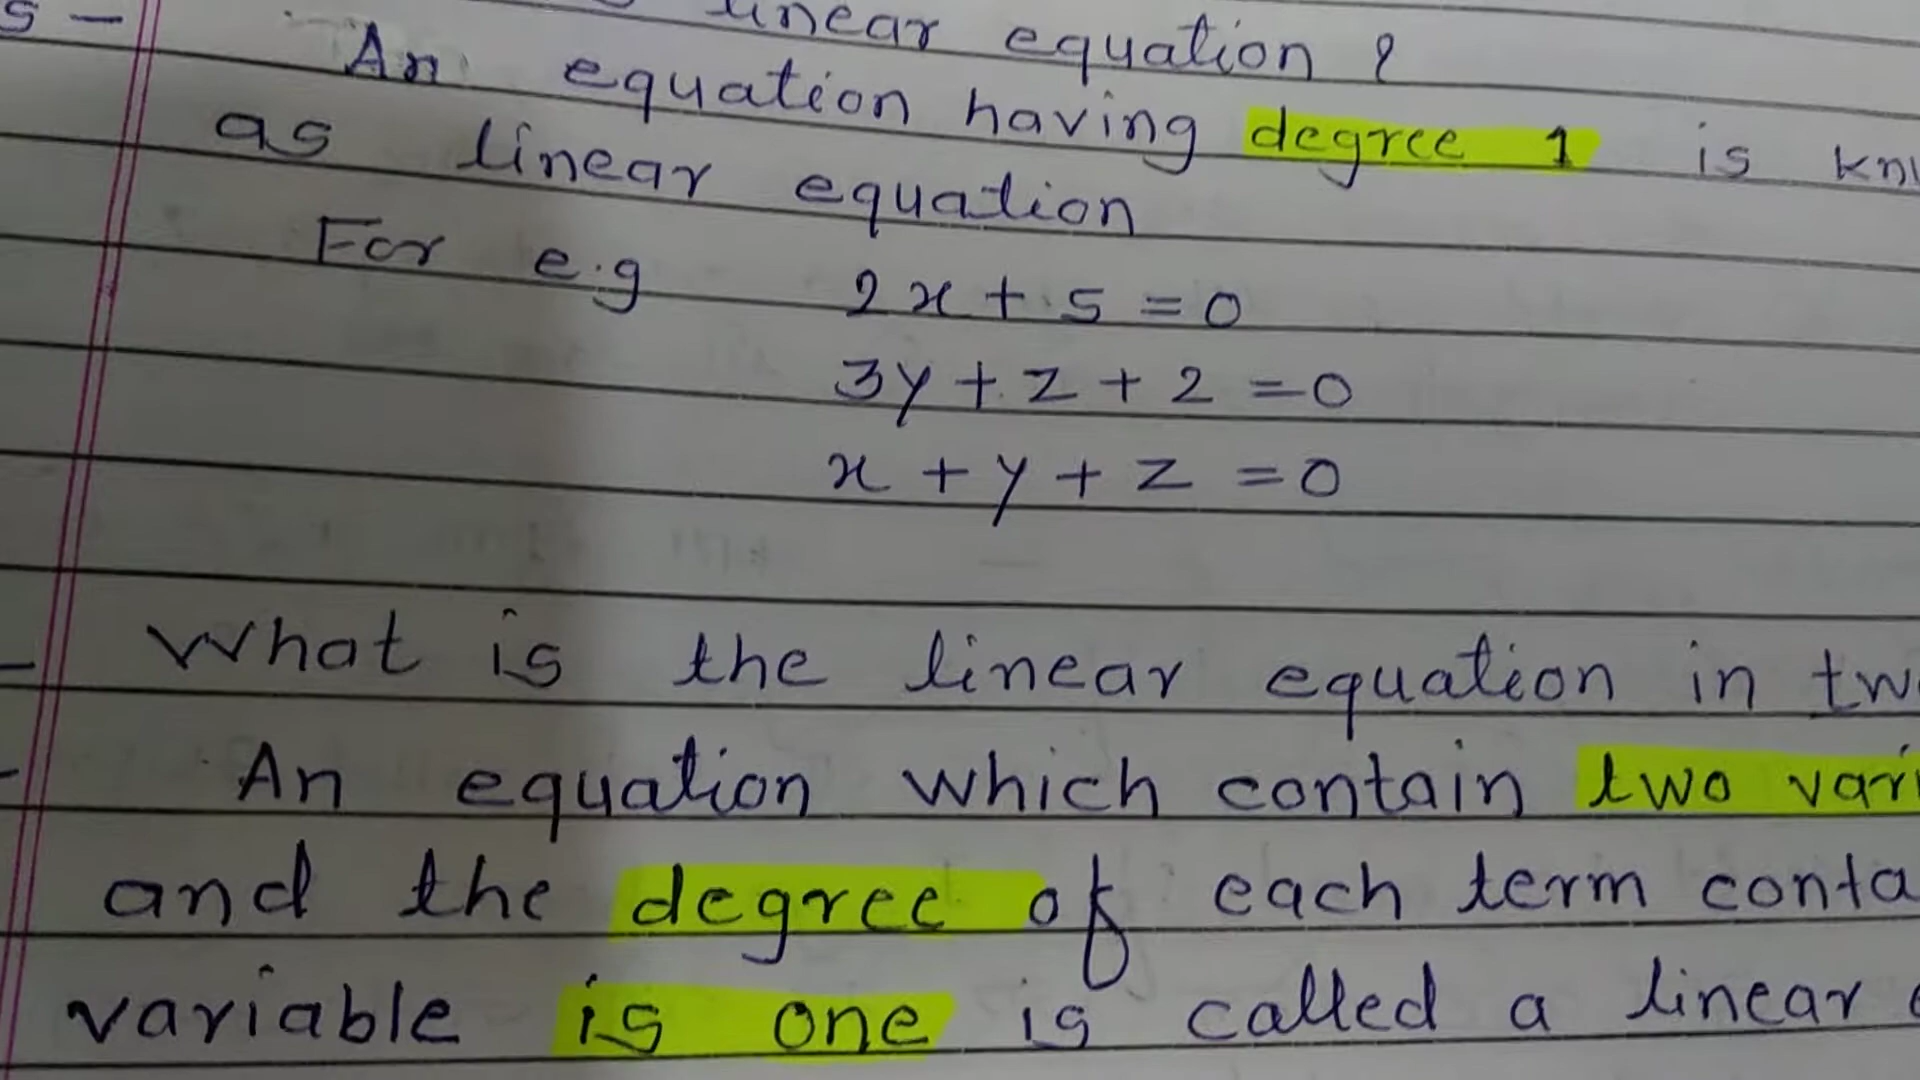 s -
linear equation ?
An equation having degree 1 is
as linear equation
For e.g 2x + 5 = 0
3y + z + 2 = 0
x + y + z = 0
What is the linear equation in
An equation which contain two
and the degree of each term
variable is one is called a linear